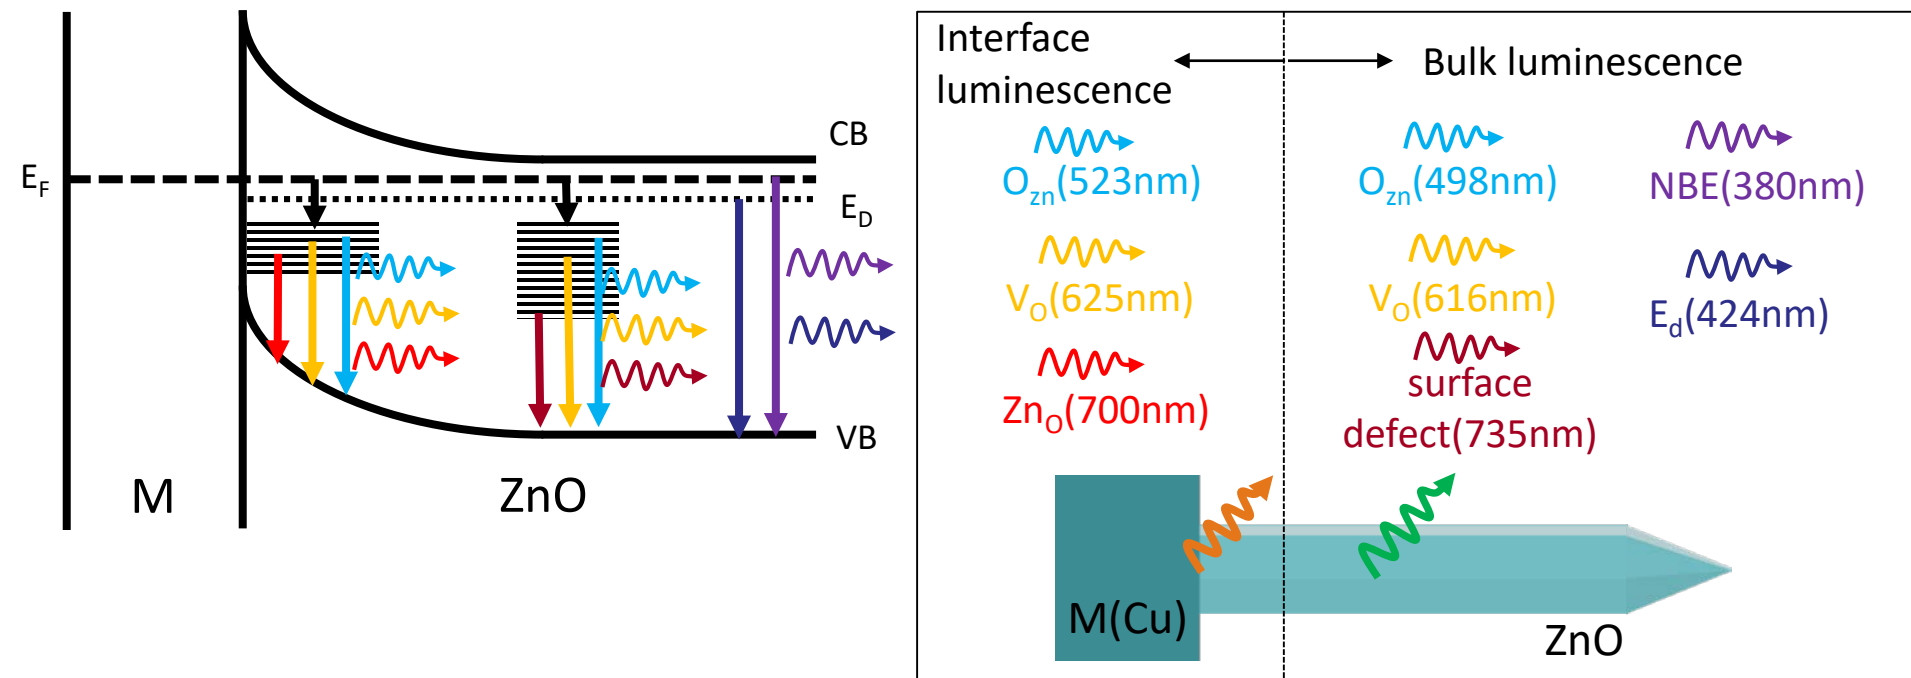 CB
E_F
E_D
VB
M
ZnO
Interface
luminescence
Bulk luminescence
O_zn(523nm)
O_zn(498nm)
NBE(380nm)
V_O(625nm)
V_O(616nm)
E_d(424nm)
Zn_O(700nm)
surface
defect(735nm)
M(Cu)
ZnO